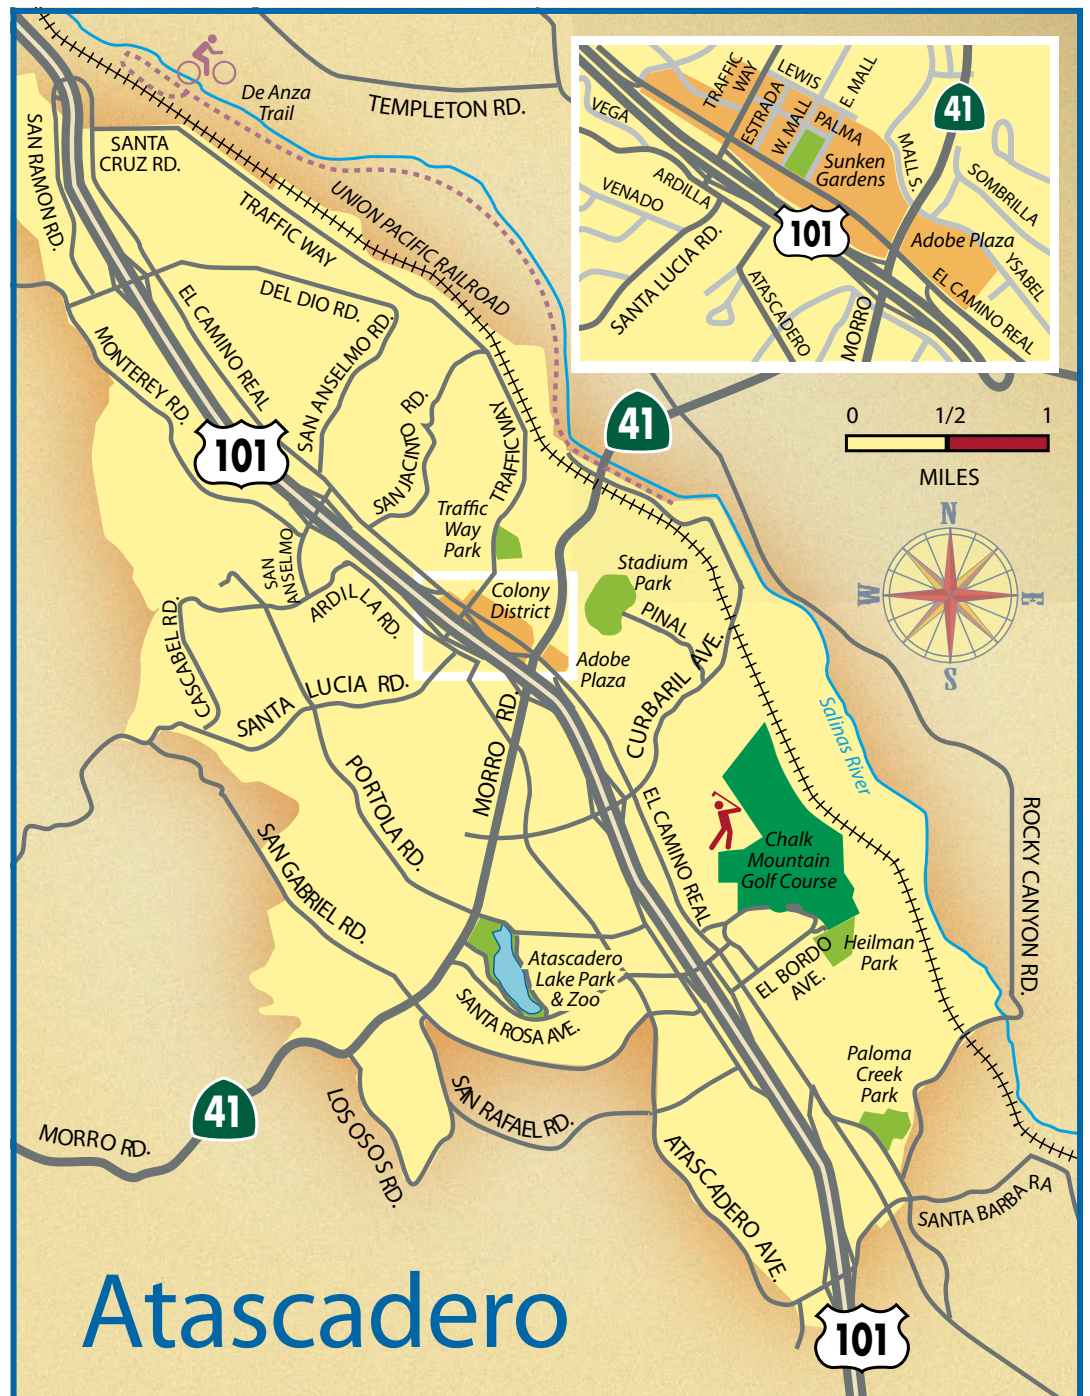 De Anza
Trail
TEMPLETON RD.
SAN RAMON RD.
SANTA
CRUZ RD.
UNION PACIFIC RAILROAD
TRAFFIC WAY
DEL DIO RD.
EL CAMINO REAL
SAN ANSELMO RD.
MONTEREY RD.
101
SAN JACINTO RD.
TRAFFIC WAY
41
Traffic
Way
Park
SAN
ANSELMO
ARDILLA RD.
Colony
District
Stadium
Park
PINAL
Adobe
Plaza
CASCABEL RD.
SANTA LUCIA RD.
CURBARIL AVE.
MORRO RD.
PORTOLA RD.
EL CAMINO REAL
Salinas River
Chalk
Mountain
Golf Course
ROCKY CANYON RD.
SAN GABRIEL RD.
Atascadero
Lake Park
& Zoo
Heilman
Park
EL BORDO
AVE.
SANTA ROSA AVE.
Paloma
Creek
Park
41
MORRO RD.
LOS OSOS RD.
SAN RAFAEL RD.
ATASCADERO AVE.
SANTA BARBARA
101
Atascadero
TRAFFIC
WAY
LEWIS
E. MALL
41
VEGA
ESTRADA
W. MALL
PALMA
MALL S.
Sunken
Gardens
SOMBRILLA
ARDILLA
VENADO
101
Adobe Plaza
YSABEL
SANTA LUCIA RD.
ATASCADERO
MORRO
EL CAMINO REAL
0 1/2 1
MILES
N
W E
S